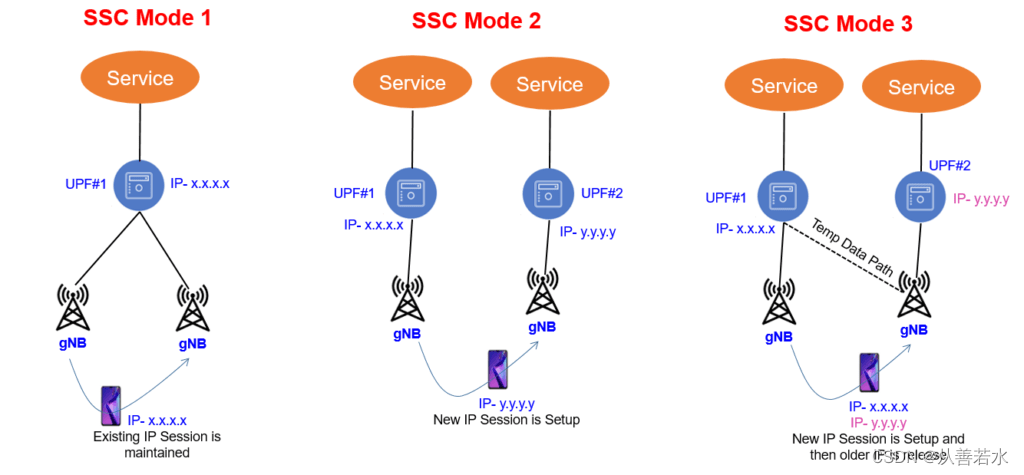 SSC Mode 1
Service
UPF#1
IP- x.x.x.x
gNB
gNB
IP- x.x.x.x
Existing IP Session is
maintained
SSC Mode 2
Service
Service
UPF#1
IP- x.x.x.x
UPF#2
IP- y.y.y.y
gNB
gNB
IP- y.y.y.y
New IP Session is Setup
SSC Mode 3
Service
Service
UPF#1
IP- x.x.x.x
UPF#2
IP- y.y.y.y
Temp Data Path
gNB
gNB
IP- x.x.x.x
IP- y.y.y.y
New IP Session is Setup and
then older IP is release
CSDN @从善若水